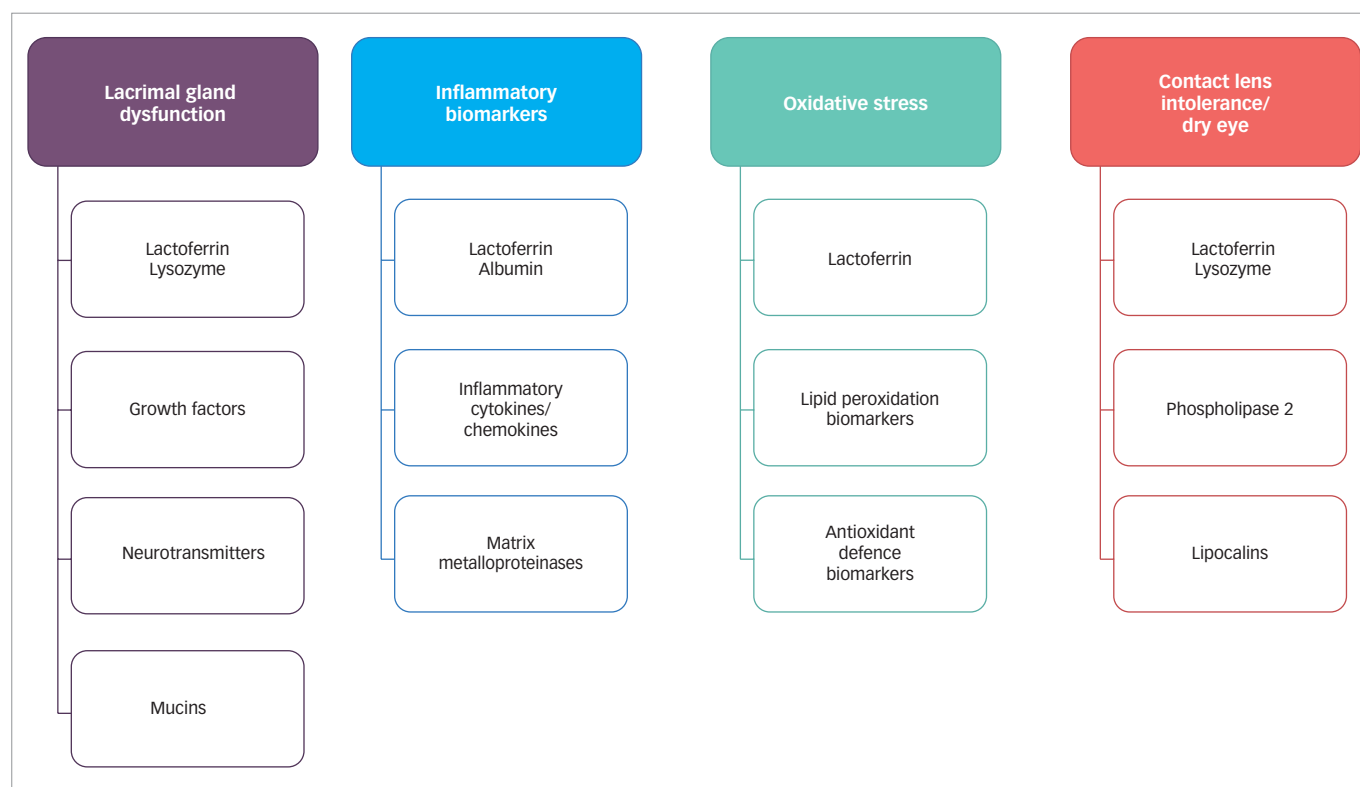 Lacrimal gland
dysfunction
Lactoferrin
Lysozyme
Growth factors
Neurotransmitters
Mucins
Inflammatory
biomarkers
Lactoferrin
Albumin
Inflammatory
cytokines/
chemokines
Matrix
metalloproteinases
Oxidative stress
Lactoferrin
Lipid peroxidation
biomarkers
Antioxidant
defence
biomarkers
Contact lens
intolerance/
dry eye
Lactoferrin
Lysozyme
Phospholipase 2
Lipocalins